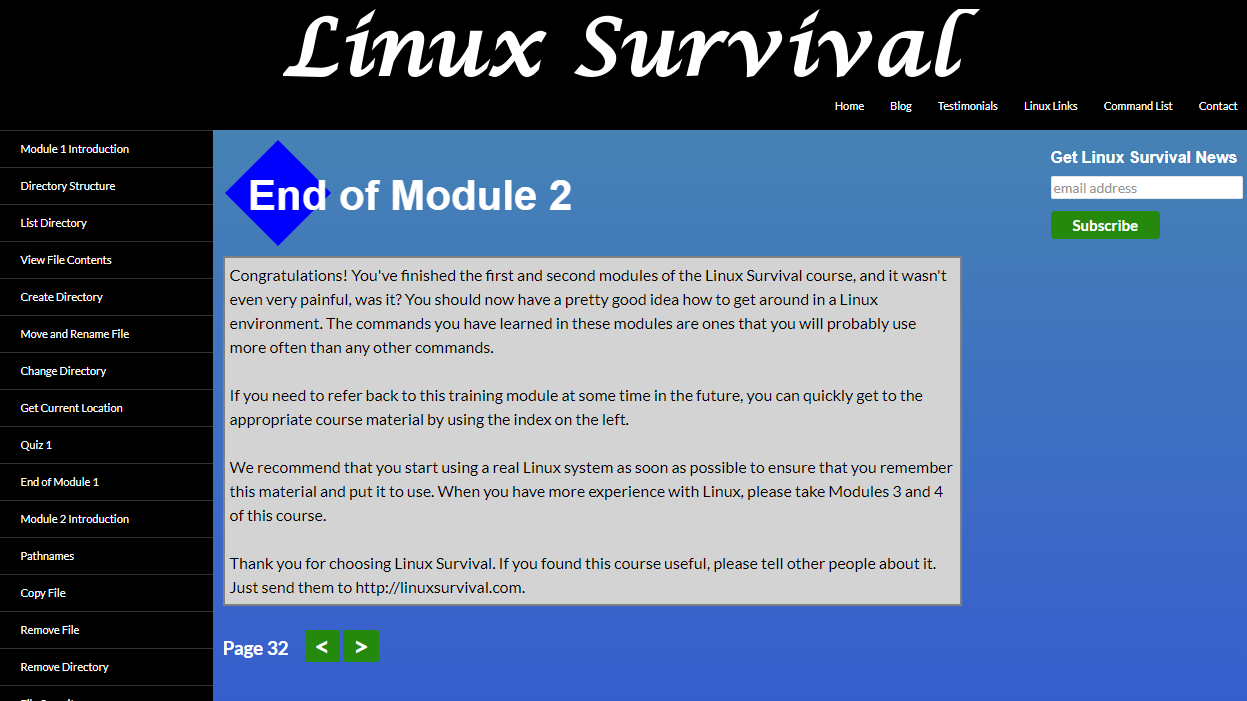 Linux Survival
Home
Blog
Testimonials
Linux Links
Command List
Contact
Module 1 Introduction
Directory Structure
List Directory
View File Contents
Create Directory
Move and Rename File
Change Directory
Get Current Location
Quiz 1
End of Module 1
Module 2 Introduction
Pathnames
Copy File
Remove File
Remove Directory
End of Module 2
Congratulations! You've finished the first and second modules of the Linux Survival course, and it wasn't
even very painful, was it? You should now have a pretty good idea how to get around in a Linux
environment. The commands you have learned in these modules are ones that you will probably use
more often than any other commands.
If you need to refer back to this training module at some time in the future, you can quickly get to the
appropriate course material by using the index on the left.
We recommend that you start using a real Linux system as soon as possible to ensure that you remember
this material and put it to use. When you have more experience with Linux, please take Modules 3 and 4
of this course.
Thank you for choosing Linux Survival. If you found this course useful, please tell other people about it.
Just send them to http://linuxsurvival.com.
Page 32
<
>
Get Linux Survival News
email address
Subscribe